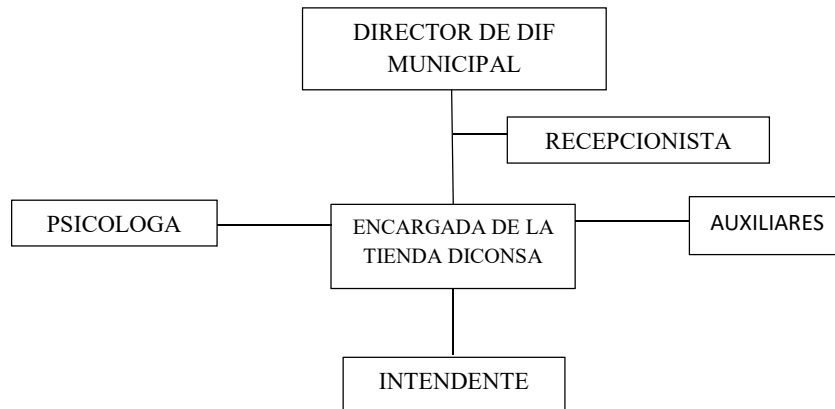 DIRECTOR DE DIF
MUNICIPAL
RECEPCIONISTA
PSICOLOGA
ENCARGADA DE LA
TIENDA DICONSA
AUXILIARES
INTENDENTE